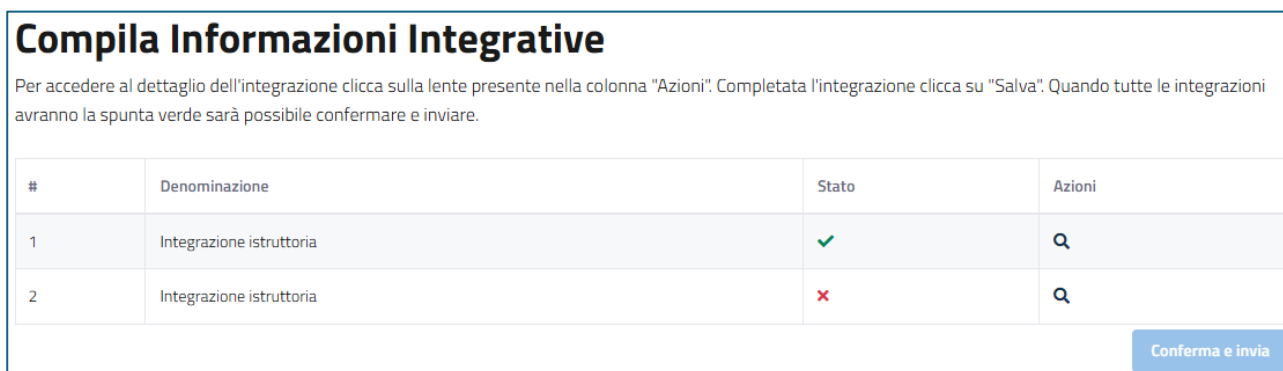 Compila Informazioni Integrative
Per accedere al dettaglio dell'integrazione clicca sulla lente presente nella colonna "Azioni". Completata l'integrazione clicca su "Salva". Quando tutte le integrazioni
avranno la spunta verde sarà possibile confermare e inviare.
# Denominazione Stato Azioni
1 Integrazione istruttoria
2 Integrazione istruttoria
Conferma e invia